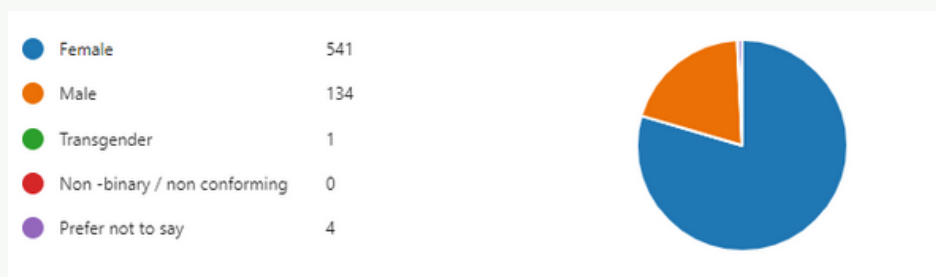 Female 541
Male 134
Transgender 1
Non -binary / non conforming 0
Prefer not to say 4